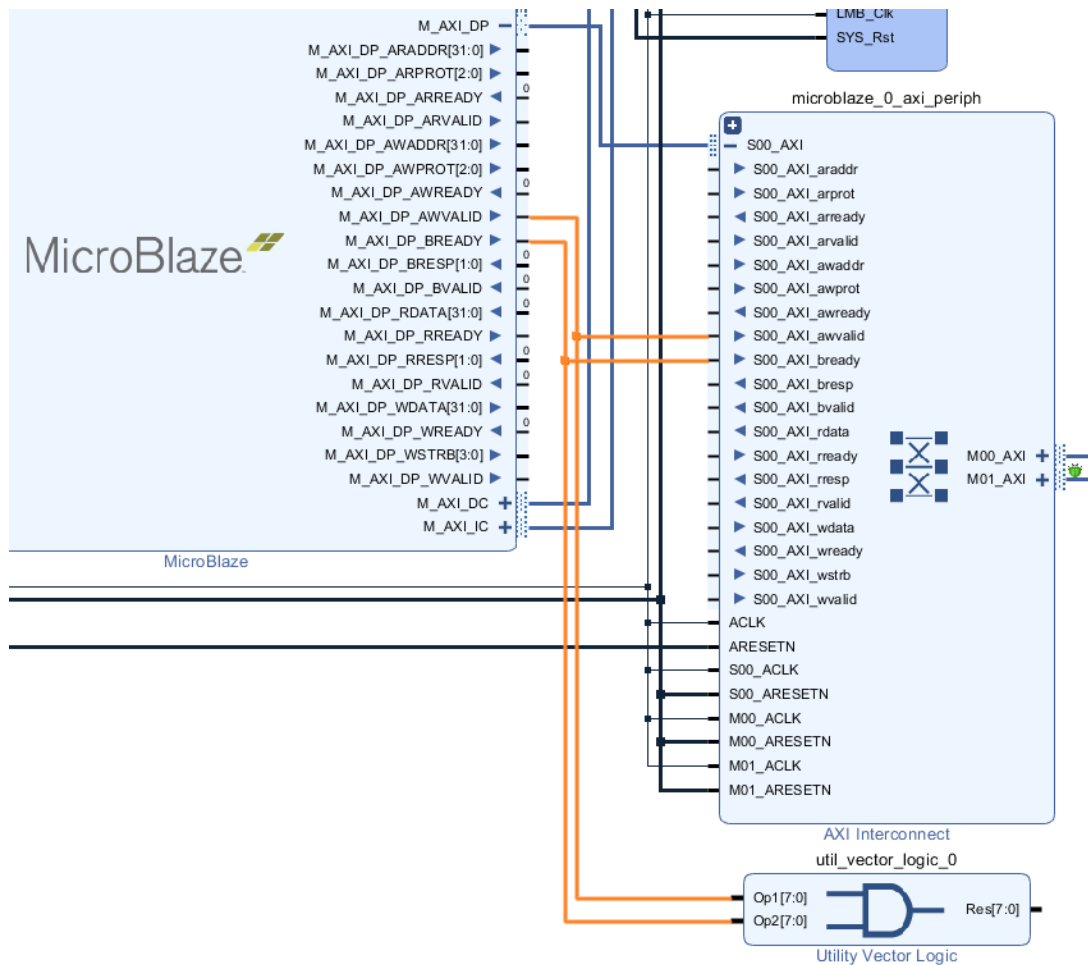 M_AXI_DP
M_AXI_DP_ARADDR[31:0]
M_AXI_DP_ARPROT[2:0]
0
M_AXI_DP_ARREADY
M_AXI_DP_ARVALID
M_AXI_DP_AWADDR[31:0]
M_AXI_DP_AWPROT[2:0]
0
M_AXI_DP_AWREADY
M_AXI_DP_AWVALID
M_AXI_DP_BREADY
0
M_AXI_DP_BRESP[1:0]
0
M_AXI_DP_BVALID
0
M_AXI_DP_RDATA[31:0]
M_AXI_DP_RREADY
0
M_AXI_DP_RRESP[1:0]
0
M_AXI_DP_RVALID
M_AXI_DP_WDATA[31:0]
0
M_AXI_DP_WREADY
M_AXI_DP_WSTRB[3:0]
M_AXI_DP_WVALID
M_AXI_DC
M_AXI_IC
MicroBlaze
MicroBlaze
LMB_Clk
SYS_Rst
microblaze_0_axi_periph
S00_AXI
S00_AXI_araddr
S00_AXI_arprot
S00_AXI_arready
S00_AXI_arvalid
S00_AXI_awaddr
S00_AXI_awprot
S00_AXI_awready
S00_AXI_awvalid
S00_AXI_bready
S00_AXI_bresp
S00_AXI_bvalid
S00_AXI_rdata
S00_AXI_rready
S00_AXI_rresp
S00_AXI_rvalid
S00_AXI_wdata
S00_AXI_wready
S00_AXI_wstrb
S00_AXI_wvalid
ACLK
ARESETN
S00_ACLK
S00_ARESETN
M00_ACLK
M00_ARESETN
M01_ACLK
M01_ARESETN
M00_AXI
M01_AXI
AXI Interconnect
util_vector_logic_0
Op1[7:0]
Op2[7:0]
Res[7:0]
Utility Vector Logic